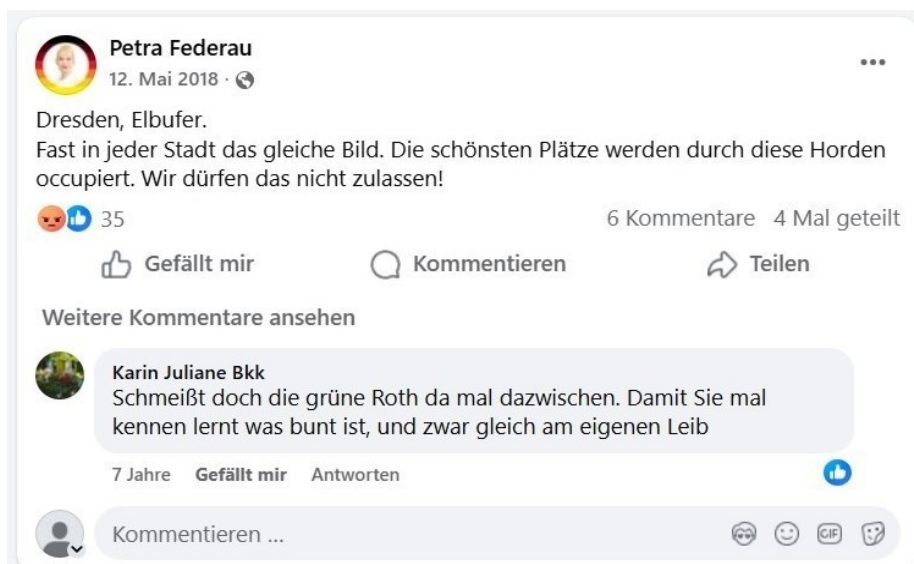 Petra Federau
12. Mai 2018 ·
Dresden, Elbufer.
Fast in jeder Stadt das gleiche Bild. Die schönsten Plätze werden durch diese Horden
occupiert. Wir dürfen das nicht zulassen!
35 6 Kommentare 4 Mal geteilt
Gefällt mir Kommentieren Teilen
Weitere Kommentare ansehen
Karin Juliane Bkk
Schmeißt doch die grüne Roth da mal dazwischen. Damit Sie mal
kennen lernt was bunt ist, und zwar gleich am eigenen Leib
7 Jahre Gefällt mir Antworten
Kommentieren ... GIF